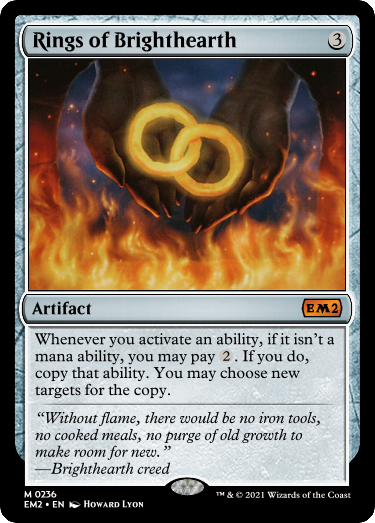 Rings of Brighthearth 3
Artifact EM2
Whenever you activate an ability, if it isn't a
mana ability, you may pay 2. If you do,
copy that ability. You may choose new
targets for the copy.
"Without flame, there would be no iron tools,
no cooked meals, no purge of old growth to
make room for new."
—Brighthearth creed
M 0236
EM2 • EN Howard Lyon
™ & © 2021 Wizards of the Coast